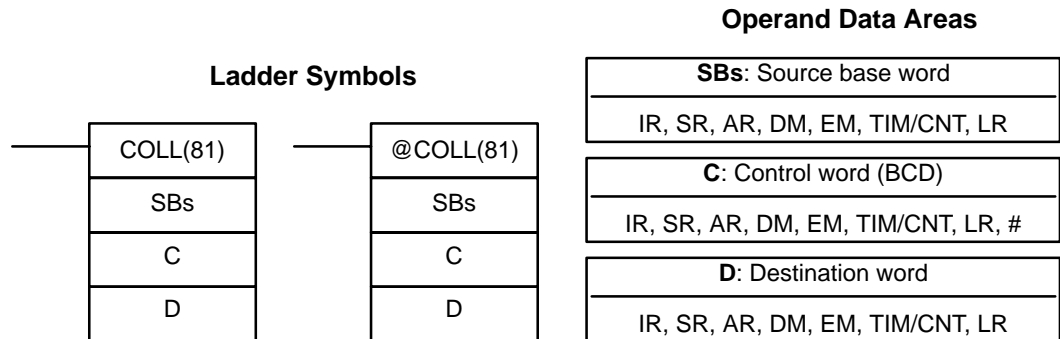 Operand Data Areas
Ladder Symbols
SBs: Source base word
IR, SR, AR, DM, EM, TIM/CNT, LR
COLL(81)
@COLL(81)
C: Control word (BCD)
SBs
SBs
IR, SR, AR, DM, EM, TIM/CNT, LR, #
C
C
D: Destination word
D
D
IR, SR, AR, DM, EM, TIM/CNT, LR